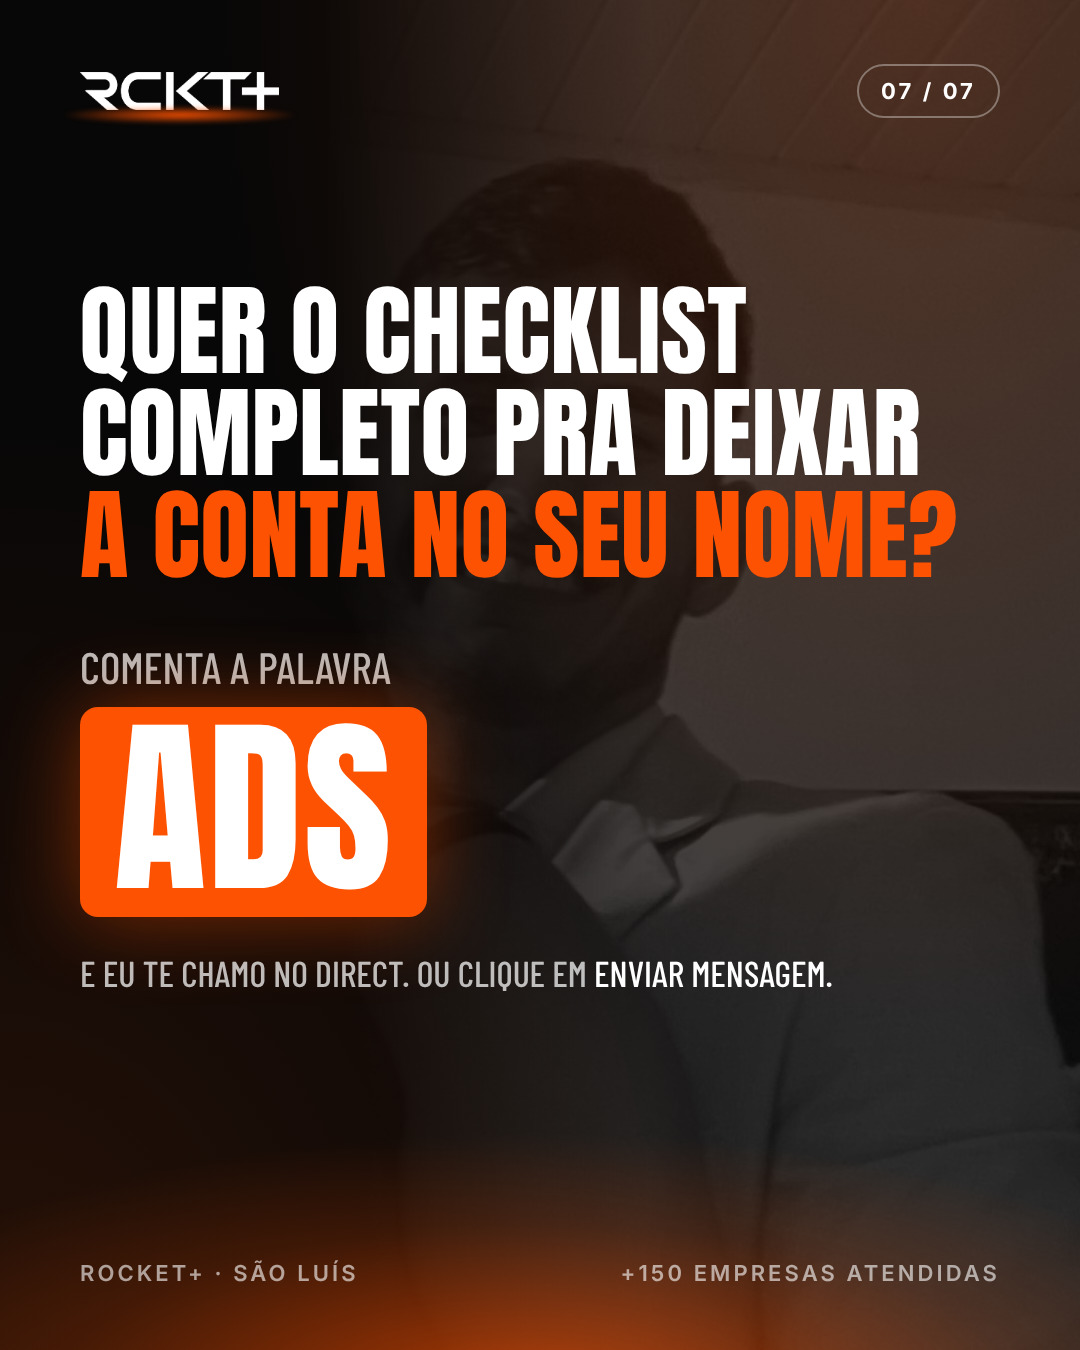 RCKT+
07 / 07
QUER O CHECKLIST
COMPLETO PRA DEIXAR
A CONTA NO SEU NOME?
COMENTA A PALAVRA
ADS
E EU TE CHAMO NO DIRECT. OU CLIQUE EM ENVIAR MENSAGEM.
ROCKET+ · SÃO LUÍS
+150 EMPRESAS ATENDIDAS